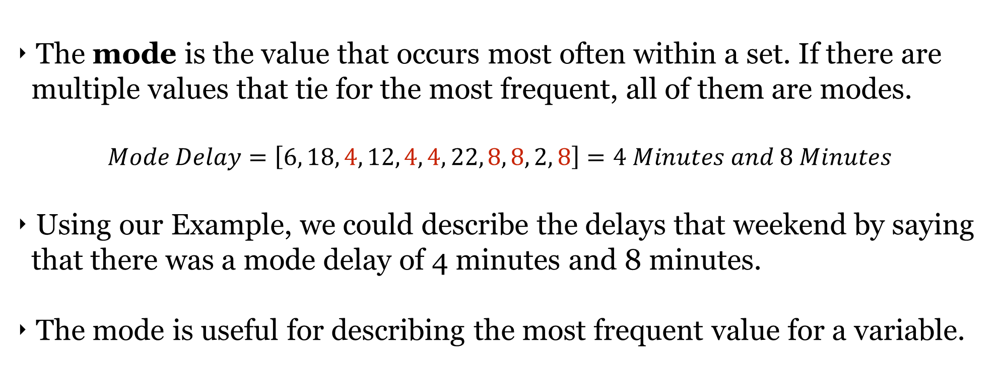 ‣ The mode is the value that occurs most often within a set. If there are
multiple values that tie for the most frequent, all of them are modes.
Mode Delay = [6, 18, 4, 12, 4, 4, 22, 8, 8, 2, 8] = 4 Minutes and 8 Minutes
‣ Using our Example, we could describe the delays that weekend by saying
that there was a mode delay of 4 minutes and 8 minutes.
‣ The mode is useful for describing the most frequent value for a variable.